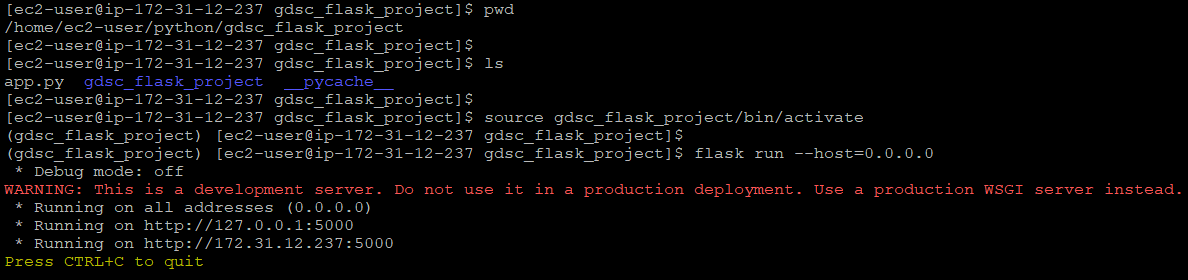 [ec2-user@ip-172-31-12-237 gdsc_flask_project]$ pwd
/home/ec2-user/python/gdsc_flask_project
[ec2-user@ip-172-31-12-237 gdsc_flask_project]$
[ec2-user@ip-172-31-12-237 gdsc_flask_project]$ ls
app.py  gdsc_flask_project  __pycache__
[ec2-user@ip-172-31-12-237 gdsc_flask_project]$
[ec2-user@ip-172-31-12-237 gdsc_flask_project]$ source gdsc_flask_project/bin/activate
(gdsc_flask_project) [ec2-user@ip-172-31-12-237 gdsc_flask_project]$
(gdsc_flask_project) [ec2-user@ip-172-31-12-237 gdsc_flask_project]$ flask run --host=0.0.0.0
 * Debug mode: off
WARNING: This is a development server. Do not use it in a production deployment. Use a production WSGI server instead.
 * Running on all addresses (0.0.0.0)
 * Running on http://127.0.0.1:5000
 * Running on http://172.31.12.237:5000
Press CTRL+C to quit